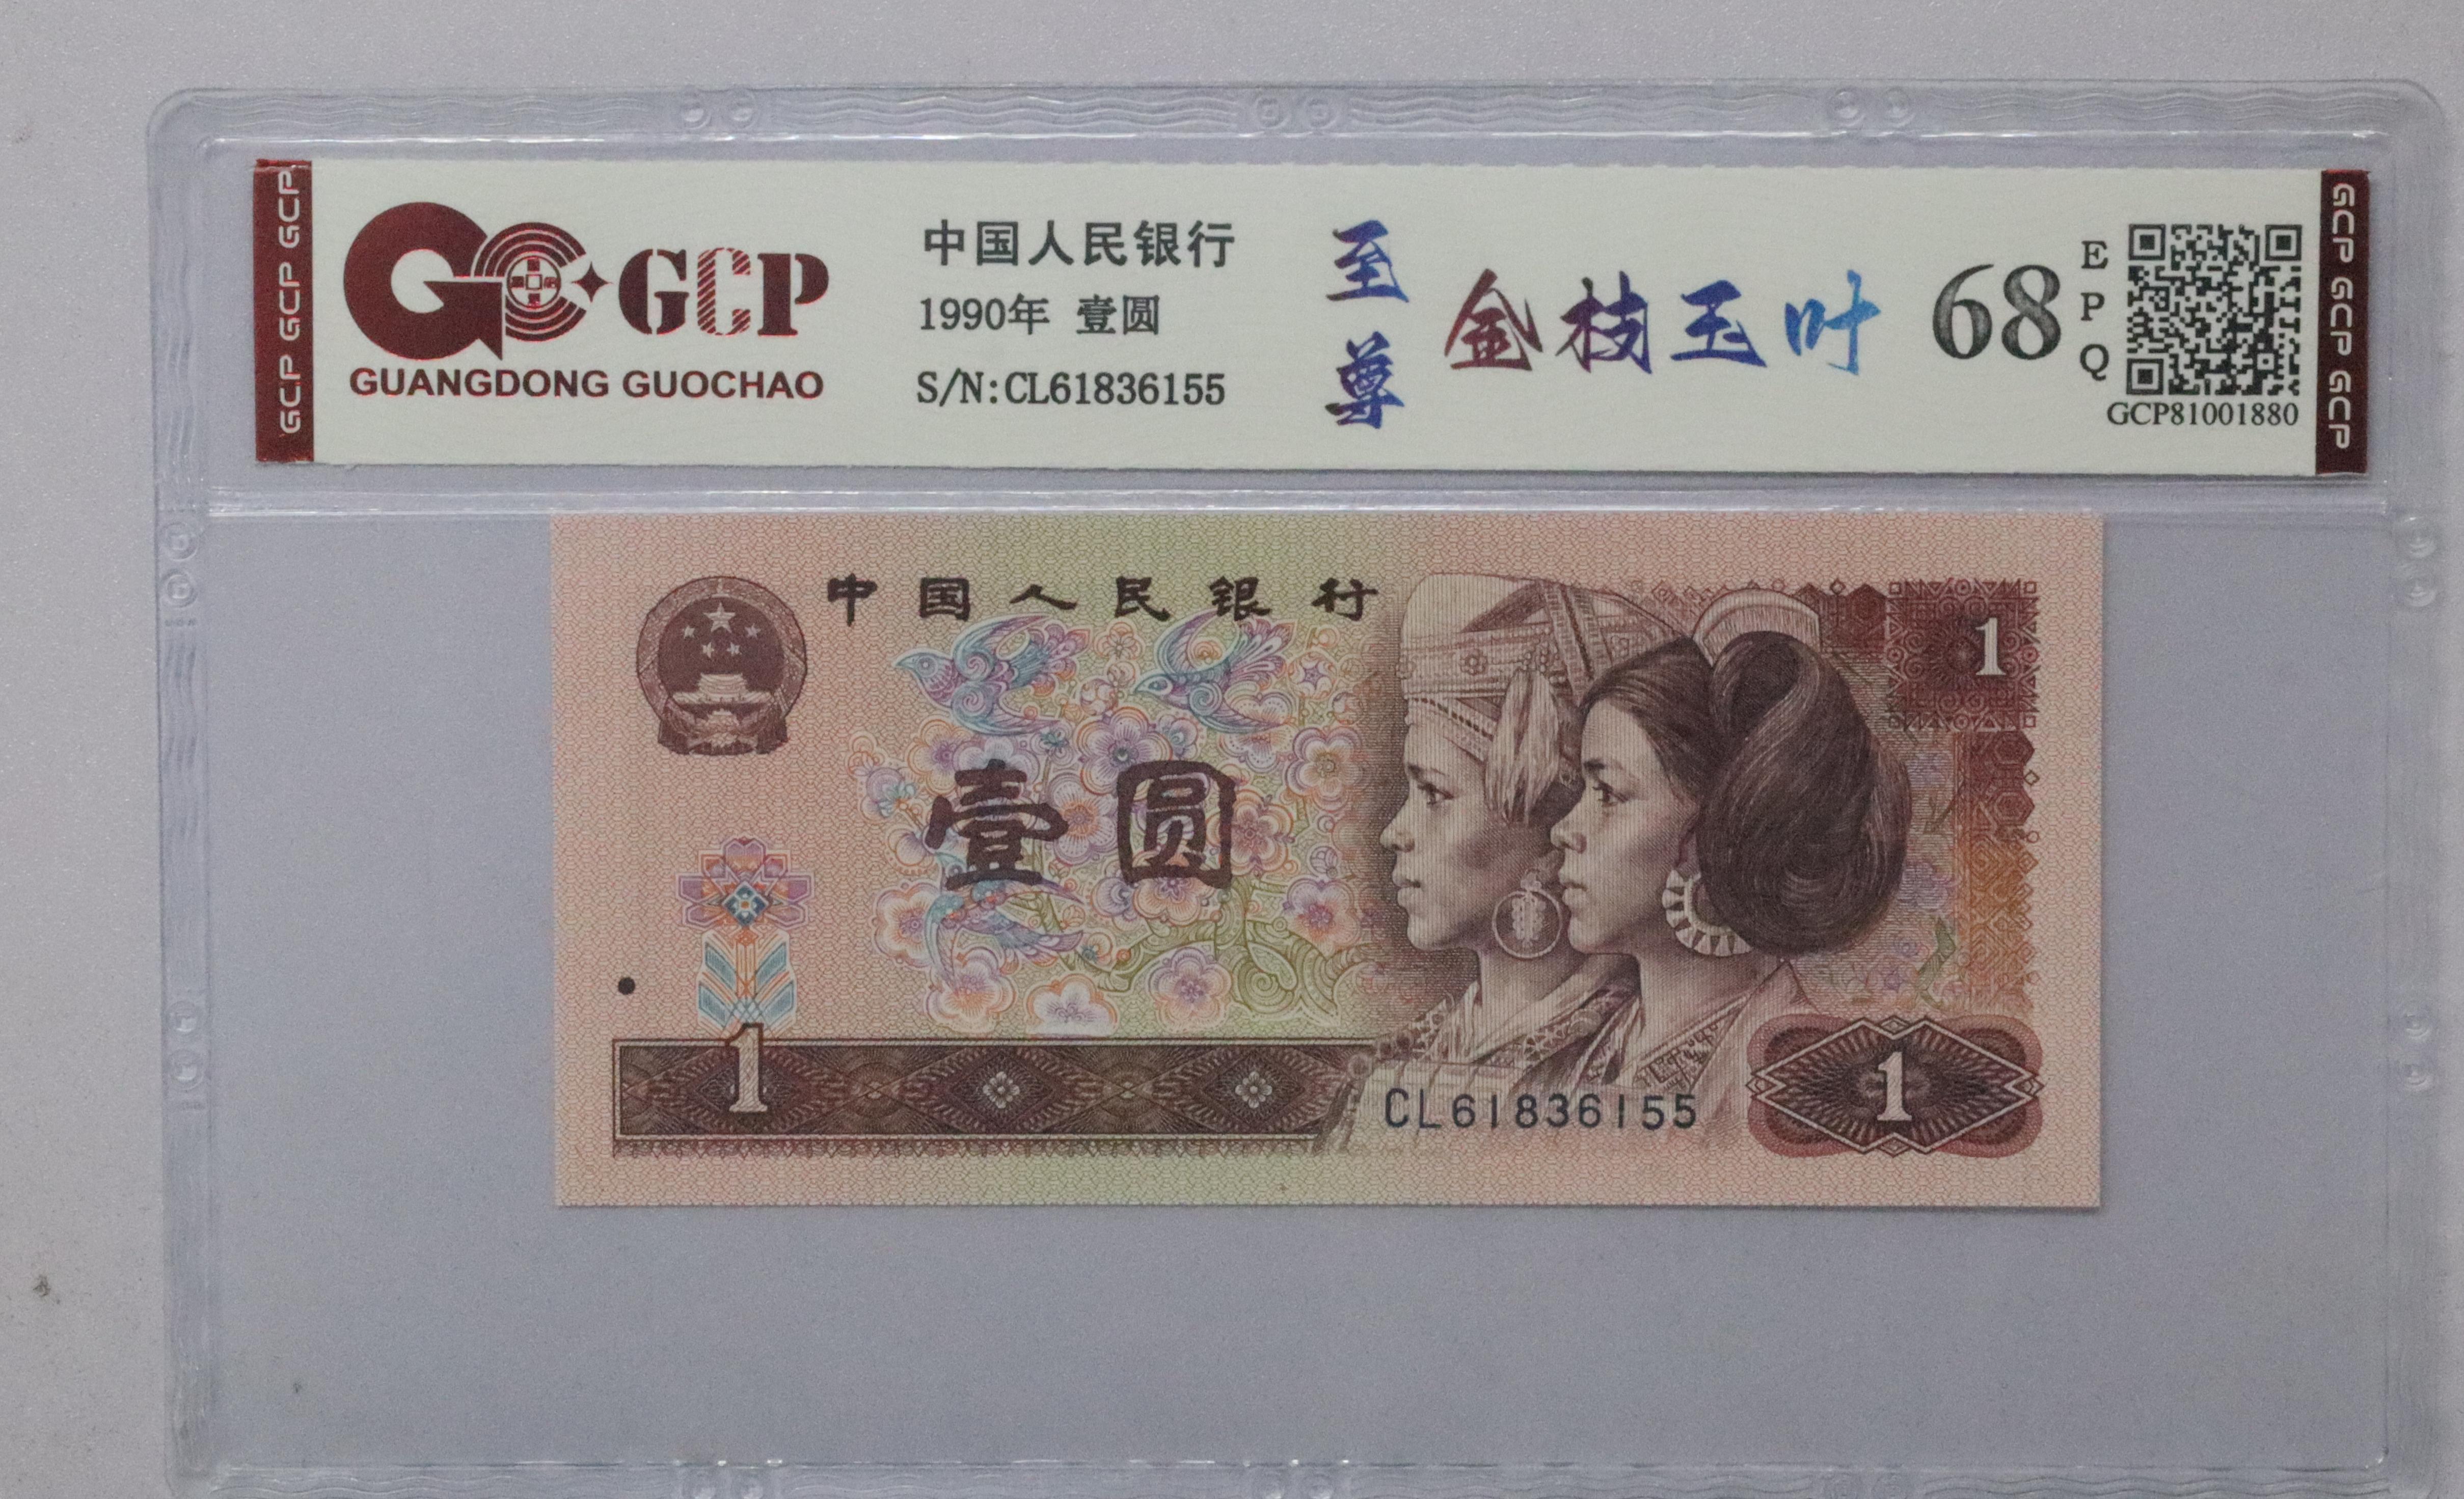 GCP GCP GCP
GCP
GUANGDONG GUOCHAO
中国人民银行
1990年 壹圆
S/N:CL61836155
至尊
金枝玉叶
68
EPQ
GCP81001880
GCP GCP GCP
中国人民银行
1
壹圆
1
CL61836155
1